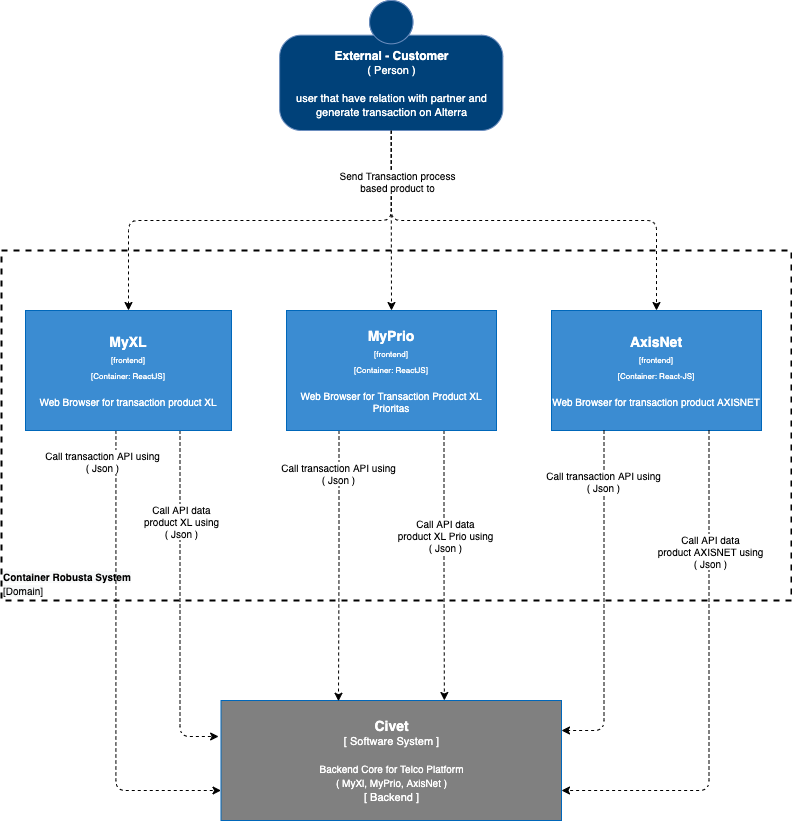 External - Customer
( Person )
user that have relation with partner and
generate transaction on Alterra
Send Transaction process
based product to
MyXL
[frontend]
[Container: ReactJS]
Web Browser for transaction product XL
MyPrio
[frontend]
[Container: ReactJS]
Web Browser for Transaction Product XL
Prioritas
AxisNet
[frontend]
[Container: React-JS]
Web Browser for transaction product AXISNET
Call transaction API using
( Json )
Call API data
product XL using
( Json )
Call transaction API using
( Json )
Call API data
product XL Prio using
( Json )
Call transaction API using
( Json )
Call API data
product AXISNET using
( Json )
Container Robusta System
[Domain]
Civet
[ Software System ]
Backend Core for Telco Platform
( MyXl, MyPrio, AxisNet )
[ Backend ]